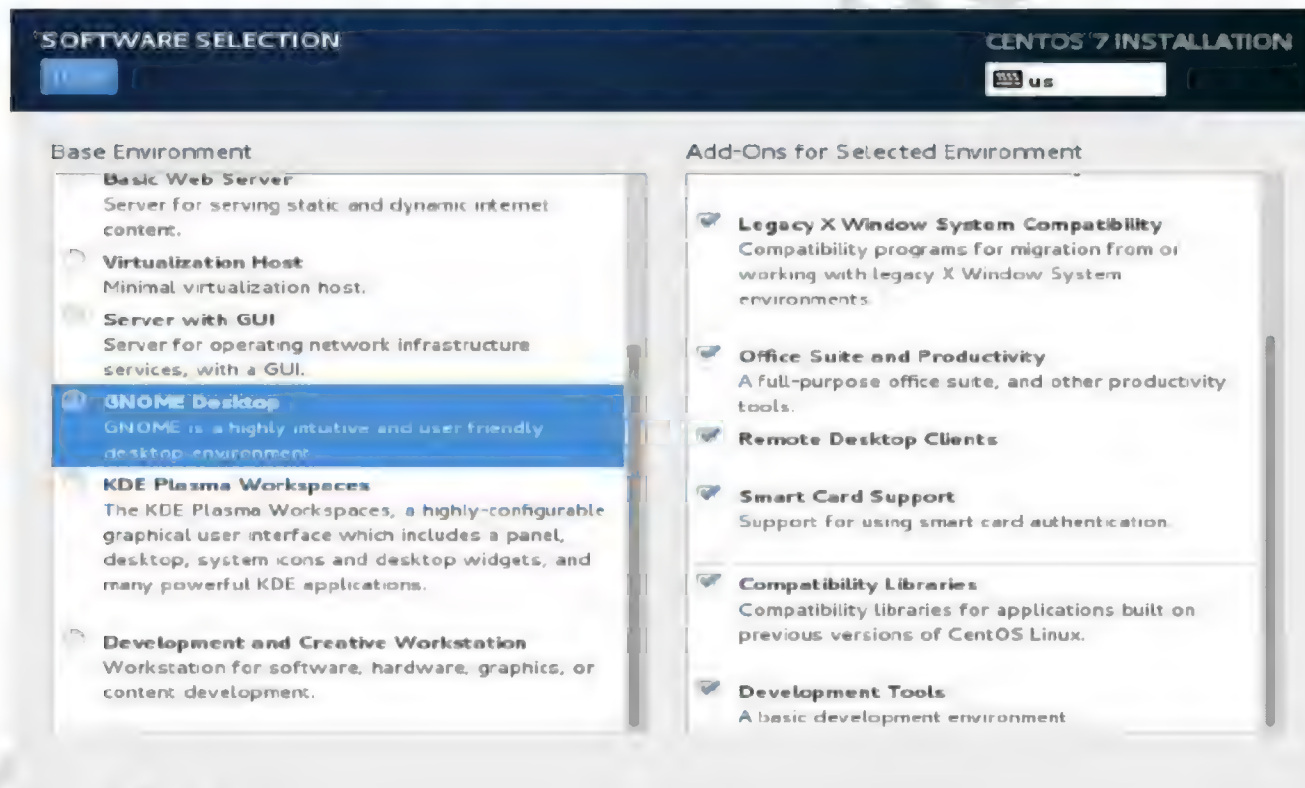 SOFTWARE SELECTION
CENTOS 7 INSTALLATION
us
Base Environment
Basic Web Server
Server for serving static and dynamic internet
content.
Virtualization Host
Minimal virtualization host.
Server with GUI
Server for operating network infrastructure
services, with a GUI.
GNOME Desktop
GNOME is a highly intuitive and user friendly
desktop environment.
KDE Plasma Workspaces
The KDE Plasma Workspaces, a highly-configurable
graphical user interface which includes a panel,
desktop, system icons and desktop widgets, and
many powerful KDE applications.
Development and Creative Workstation
Workstation for software, hardware, graphics, or
content development.
Add-Ons for Selected Environment
Legacy X Window System Compatibility
Compatibility programs for migration from or
working with legacy X Window System
environments.
Office Suite and Productivity
A full-purpose office suite, and other productivity
tools.
Remote Desktop Clients
Smart Card Support
Support for using smart card authentication.
Compatibility Libraries
Compatibility libraries for applications built on
previous versions of CentOS Linux.
Development Tools
A basic development environment